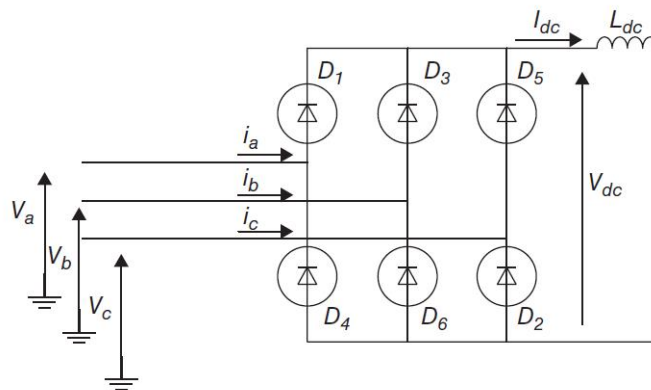 I_dc L_dc
D_1 D_3 D_5
i_a
i_b
i_c
V_a
V_b
V_c
V_dc
D_4 D_6 D_2